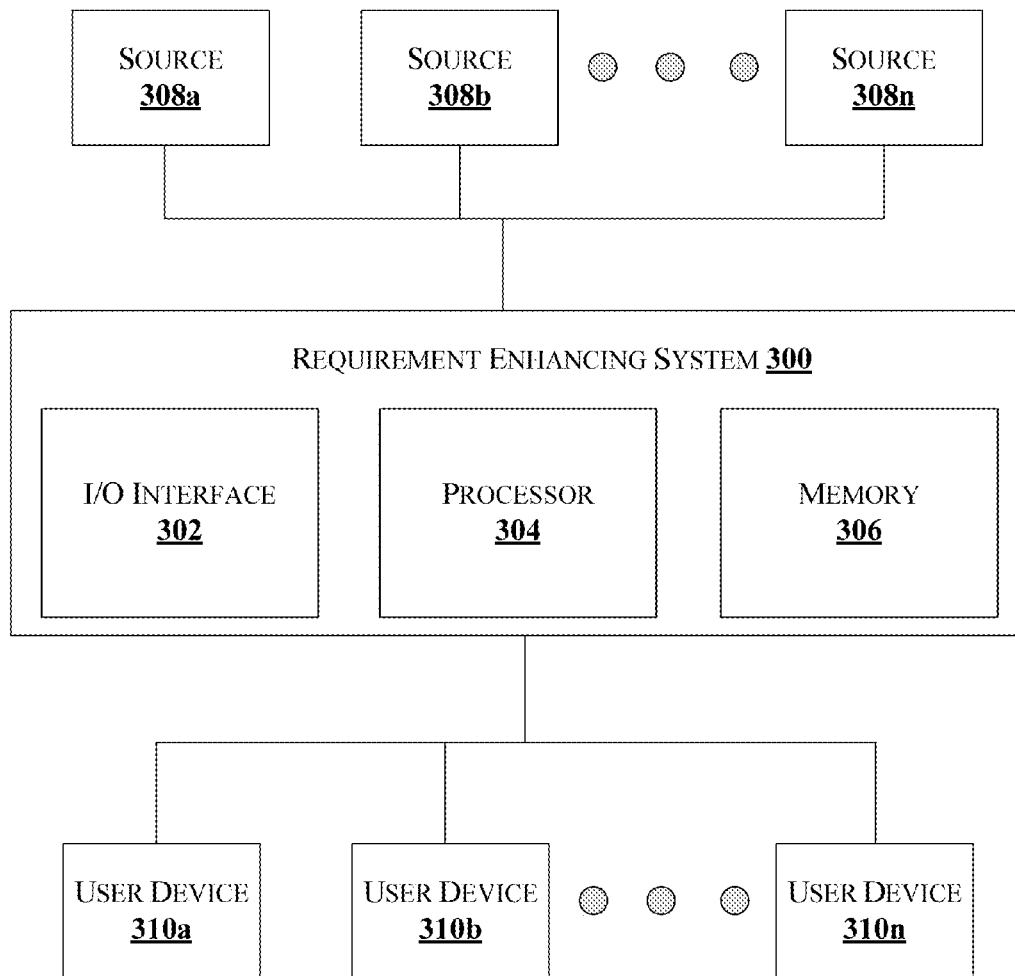 SOURCE
308a
SOURCE
308b
SOURCE
308n
REQUIREMENT ENHANCING SYSTEM 300
I/O INTERFACE
302
PROCESSOR
304
MEMORY
306
USER DEVICE
310a
USER DEVICE
310b
USER DEVICE
310n